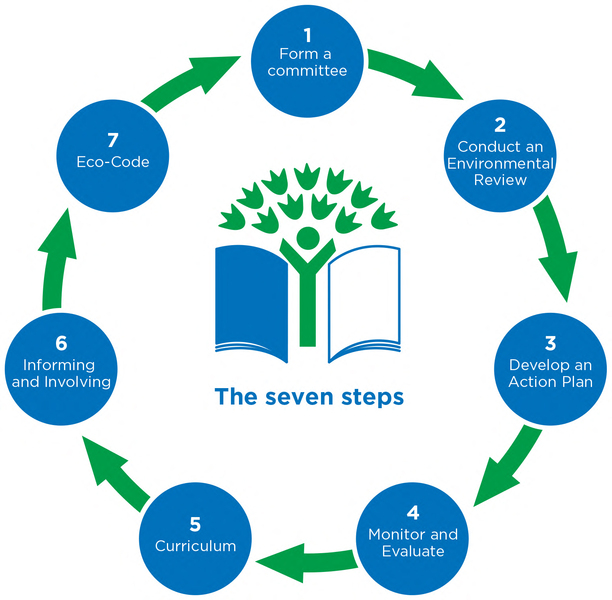 1
Form a
committee
2
Conduct an
Environmental
Review
3
Develop an
Action Plan
4
Monitor and
Evaluate
5
Curriculum
6
Informing
and Involving
7
Eco-Code
The seven steps